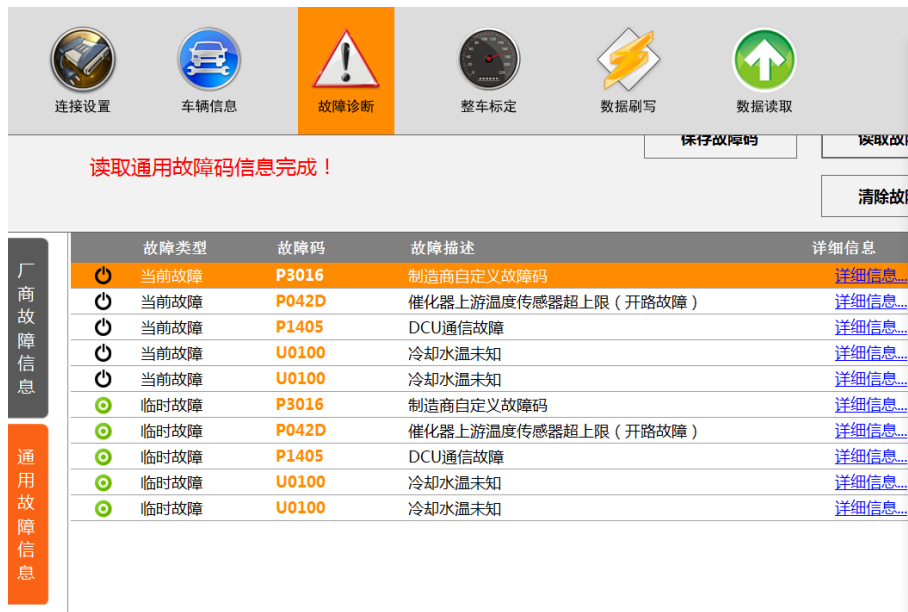 连接设置 车辆信息 故障诊断 整车标定 数据刷写 数据读取
保存故障码 读取故
读取通用故障码信息完成！
清除故
故障类型 故障码 故障描述 详细信息
当前故障 P3016 制造商自定义故障码 详细信息...
当前故障 P042D 催化器上游温度传感器超上限（开路故障） 详细信息...
当前故障 P1405 DCU通信故障 详细信息...
当前故障 U0100 冷却水温未知 详细信息...
当前故障 U0100 冷却水温未知 详细信息...
临时故障 P3016 制造商自定义故障码 详细信息...
临时故障 P042D 催化器上游温度传感器超上限（开路故障） 详细信息...
临时故障 P1405 DCU通信故障 详细信息...
临时故障 U0100 冷却水温未知 详细信息...
临时故障 U0100 冷却水温未知 详细信息...
厂商故障信息
通用故障信息